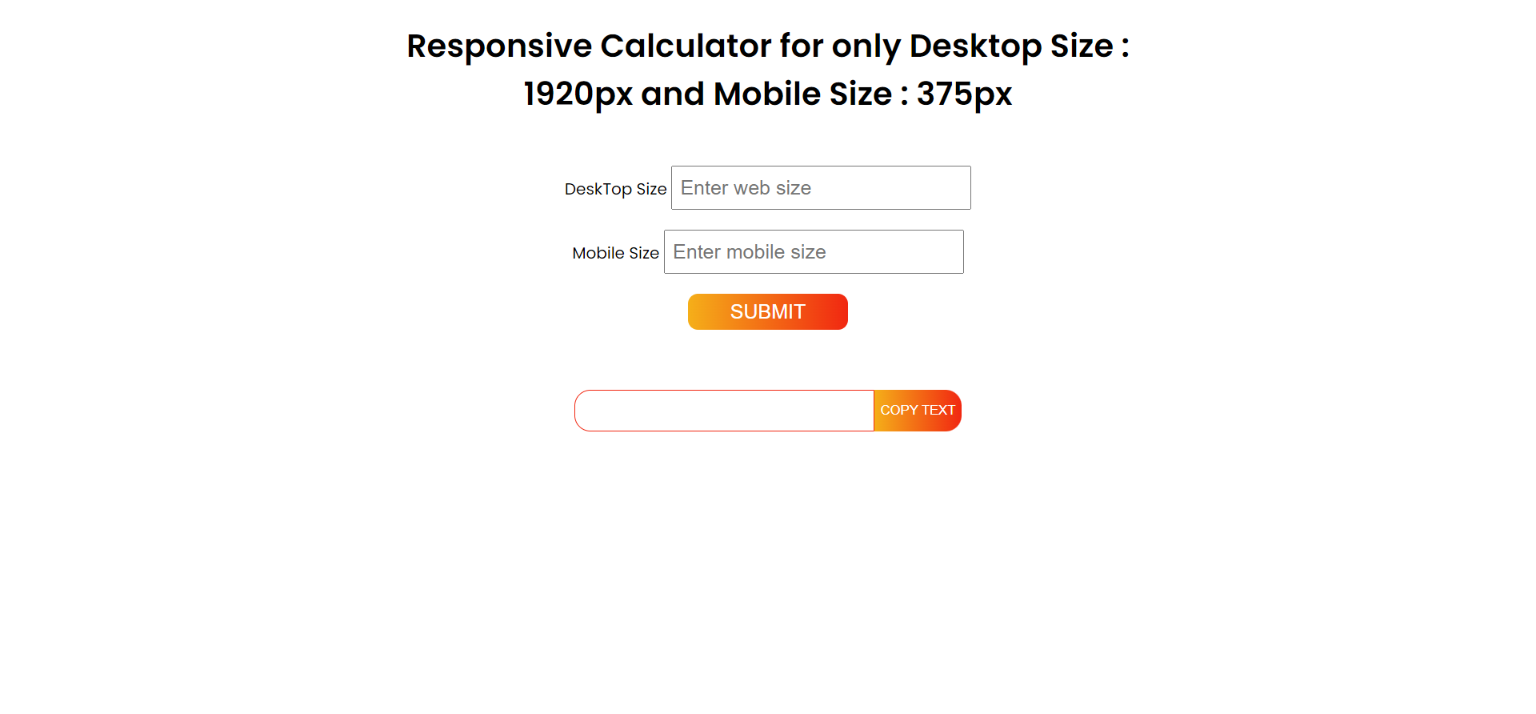 Responsive Calculator for only Desktop Size :
1920px and Mobile Size : 375px
DeskTop Size Enter web size
Mobile Size Enter mobile size
SUBMIT
COPY TEXT